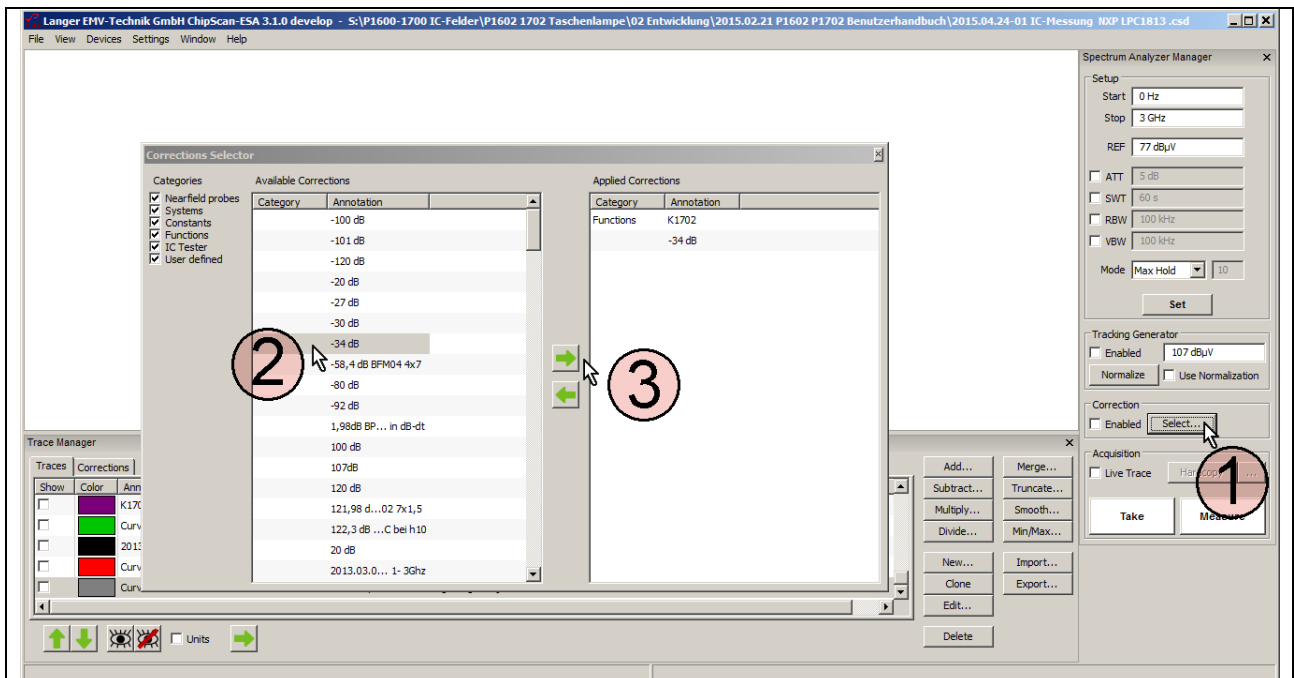 Langer EMV-Technik GmbH ChipScan-ESA 3.1.0 develop - S:\P1600-1700 IC-Felder\P1602 1702 Taschenlampe\02 Entwicklung\2015.02.21 P1602 P1702 Benutzerhandbuch\2015.04.24-01 IC-Messung NXP LPC1813.csd
File View Devices Settings Window Help
Spectrum Analyzer Manager
Setup
Start 0 Hz
Stop 3 GHz
REF 77 dBµV
ATT 5 dB
SWT 60 s
RBW 100 kHz
VBW 100 kHz
Mode Max Hold 10
Set
Tracking Generator
Enabled 107 dBµV
Normalize Use Normalization
Correction
Enabled Select...
Acquisition
Live Trace Hardcopy ...
Take Measure
1
Corrections Selector
Categories
Nearfield probes
Systems
Constants
Functions
IC Tester
User defined
Available Corrections
Category Annotation
-100 dB
-101 dB
-120 dB
-20 dB
-27 dB
-30 dB
-34 dB
-58,4 dB BFM04 4x7
-80 dB
-92 dB
1,98dB BP... in dB-dt
100 dB
107dB
120 dB
121,98 d...02 7x1,5
122,3 dB ...C bei h10
20 dB
2013.03.0... 1- 3Ghz
2
3
Applied Corrections
Category Annotation
Functions K1702
-34 dB
Trace Manager
Traces Corrections
Show Color Ann
K170
Curv
2013
Curv
Curv
Add... Merge...
Subtract... Truncate...
Multiply... Smooth...
Divide... Min/Max...
New... Import...
Clone Export...
Edit...
Delete
Units